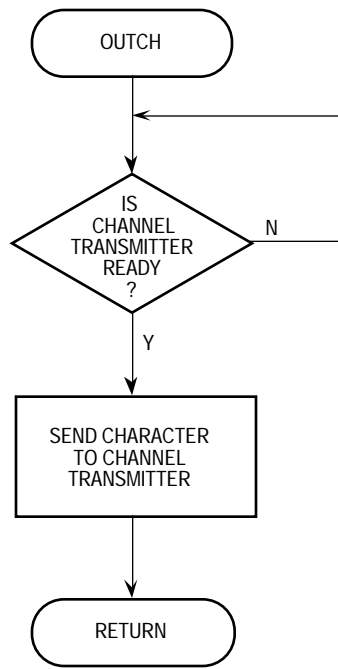 OUTCH
IS
CHANNEL
TRANSMITTER
READY
?
N
Y
SEND CHARACTER
TO CHANNEL
TRANSMITTER
RETURN